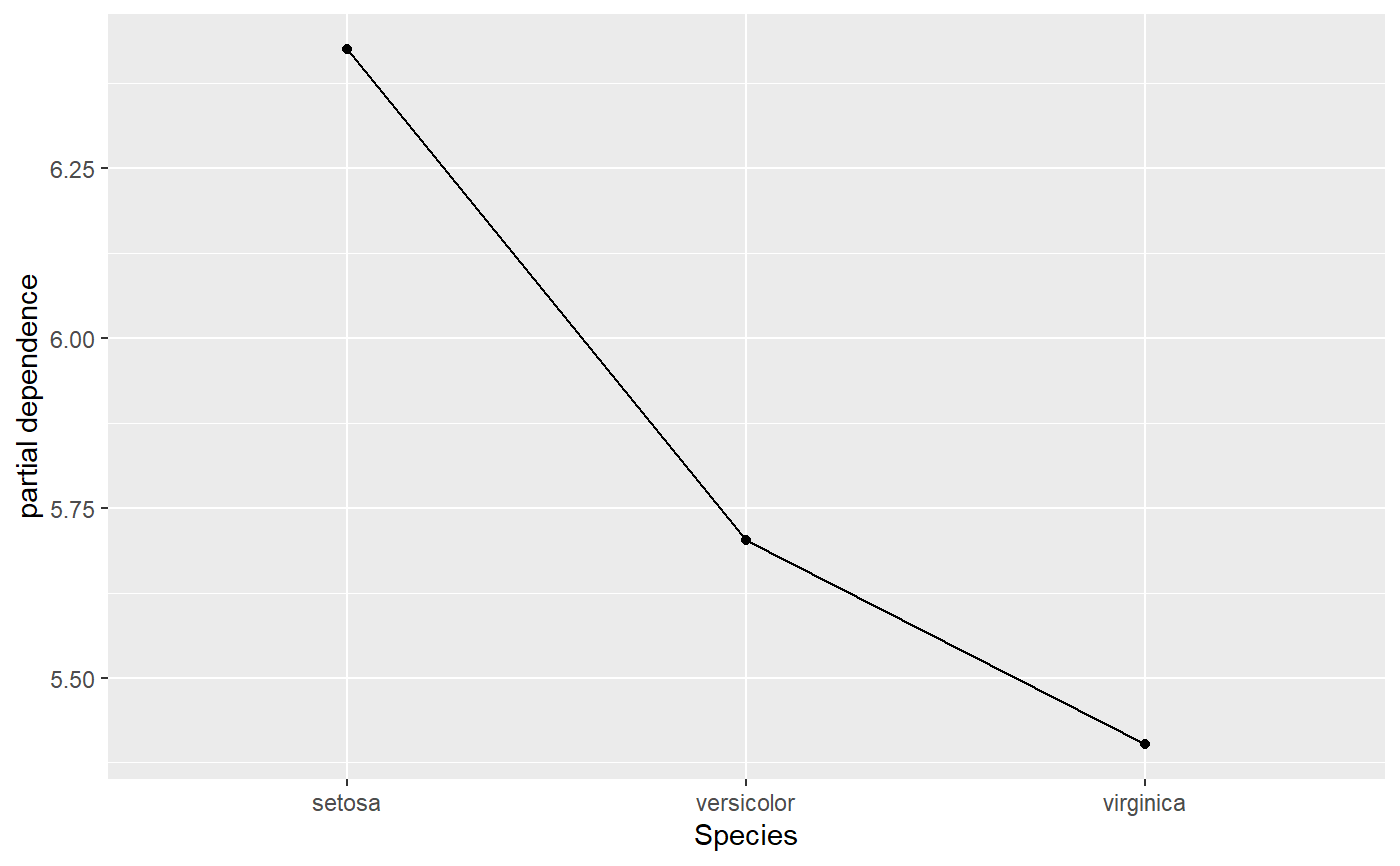 partial dependence
6.25
6.00
5.75
5.50
setosa versicolor virginica
Species